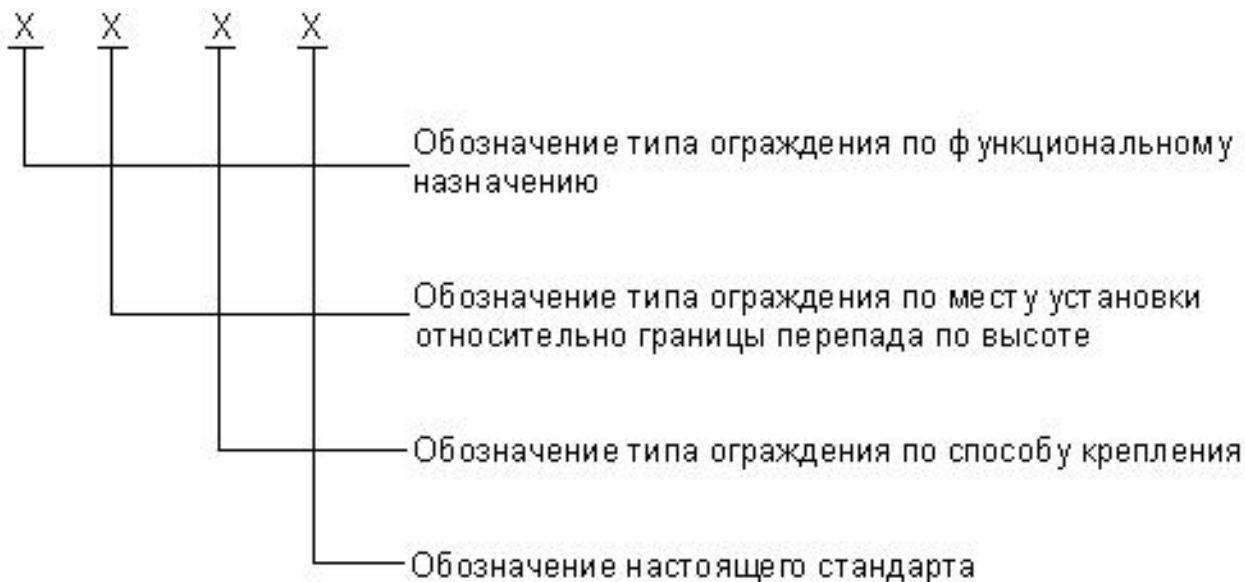 X X X X
Обозначение типа ограждения по функциональному
назначению
Обозначение типа ограждения по месту установки
относительно границы перепада по высоте
Обозначение типа ограждения по способу крепления
Обозначение настоящего стандарта